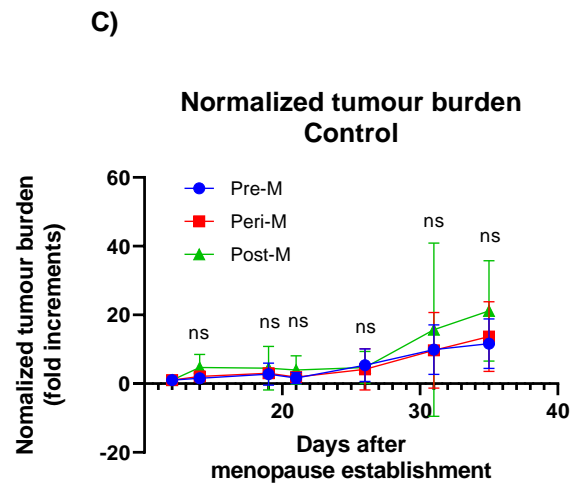 C)
Normalized tumour burden
Control
Nomalized tumour burden
(fold increments)
60
40
20
0
-20
Pre-M
Peri-M
Post-M
ns
ns
ns
ns
ns
ns
20
30
40
Days after
menopause establishment